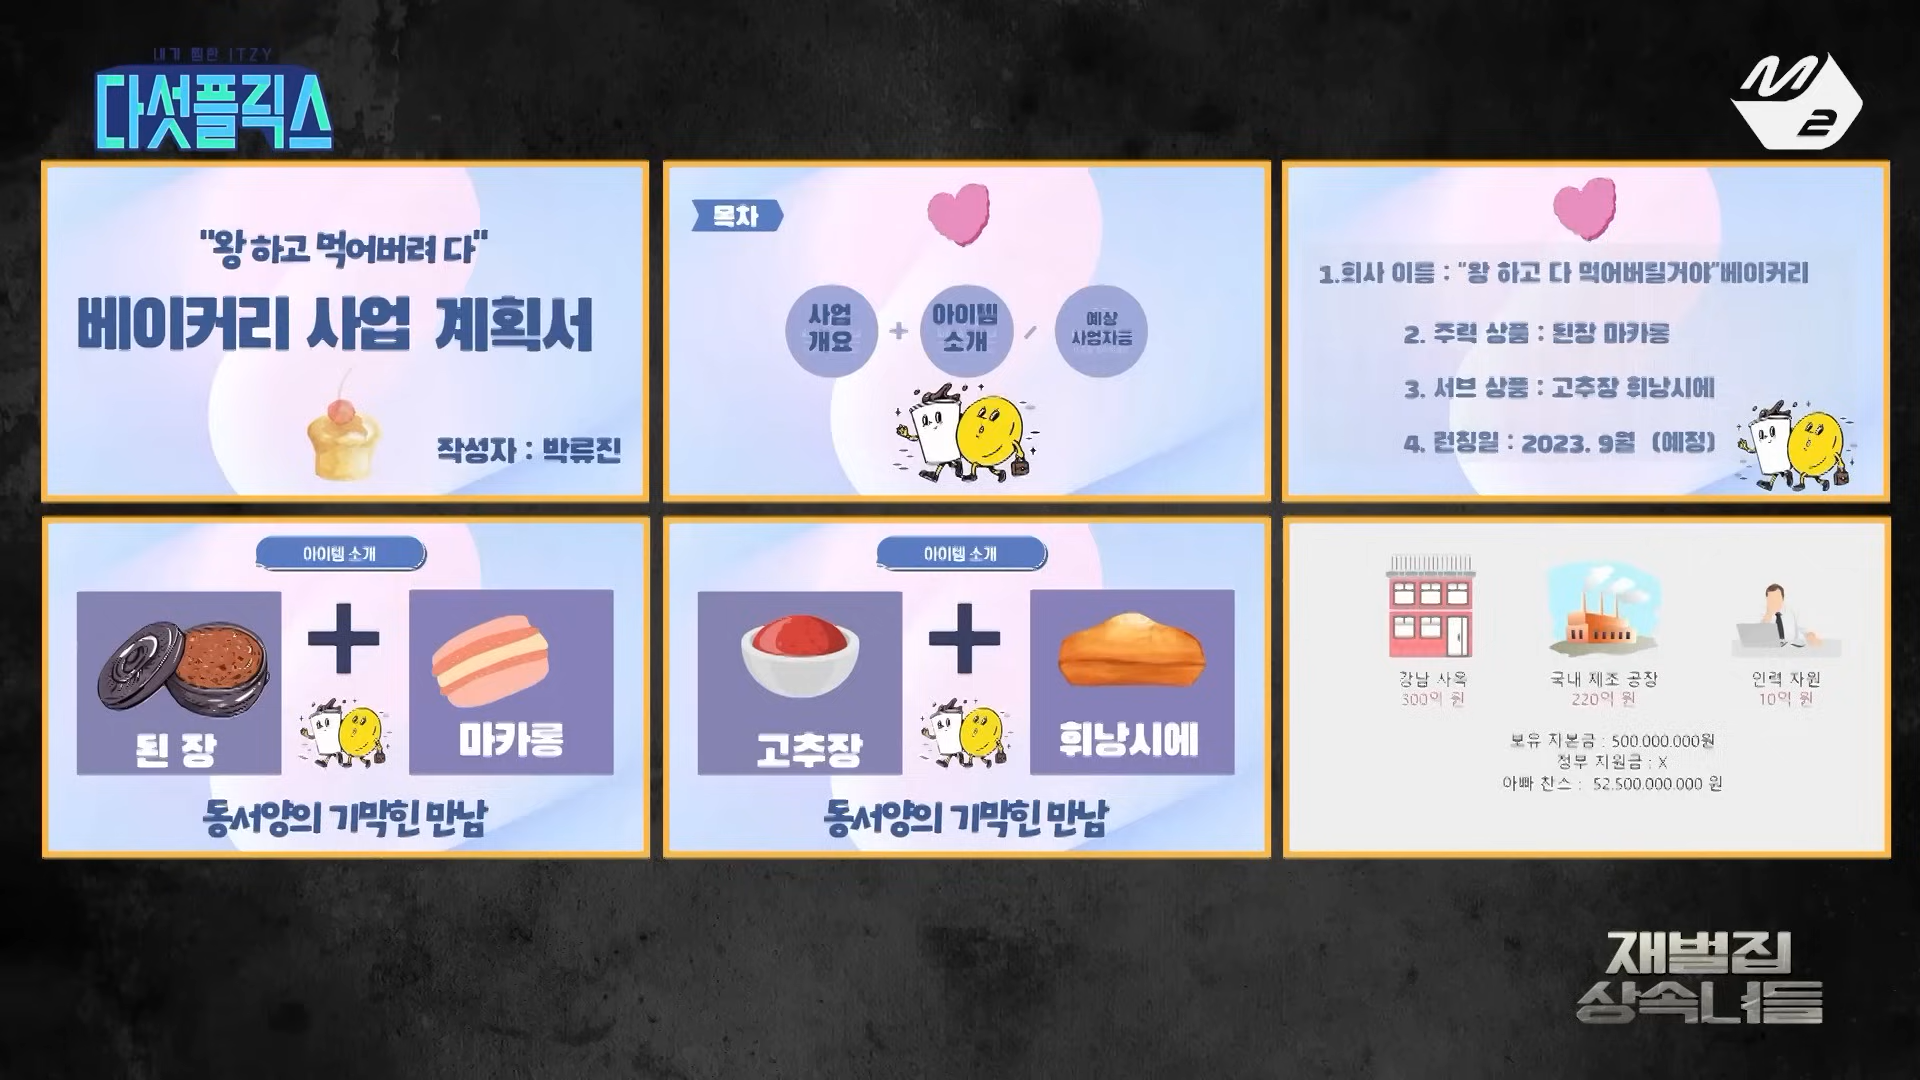 내가 찜한 ITZY
다섯플릭스
M2
"왕 하고 먹어버려 다"
베이커리 사업 계획서
작성자 : 박류진
목차
사업
개요
+
아이템
소개
/
예상
사업자금
1.회사 이름 : "왕 하고 다 먹어버릴거야"베이커리
2. 주력 상품 : 된장 마카롱
3. 서브 상품 : 고추장 휘낭시에
4. 런칭일 : 2023. 9월 (예정)
아이템 소개
된 장
+
마카롱
동서양의 기막힌 만남
아이템 소개
고추장
+
휘낭시에
동서양의 기막힌 만남
강남 사옥
300억 원
국내 제조 공장
220억 원
인력 자원
10억 원
보유 자본금 : 500.000.000원
정부 지원금 : X
아빠 찬스 : 52.500.000.000 원
재벌집
상속녀들